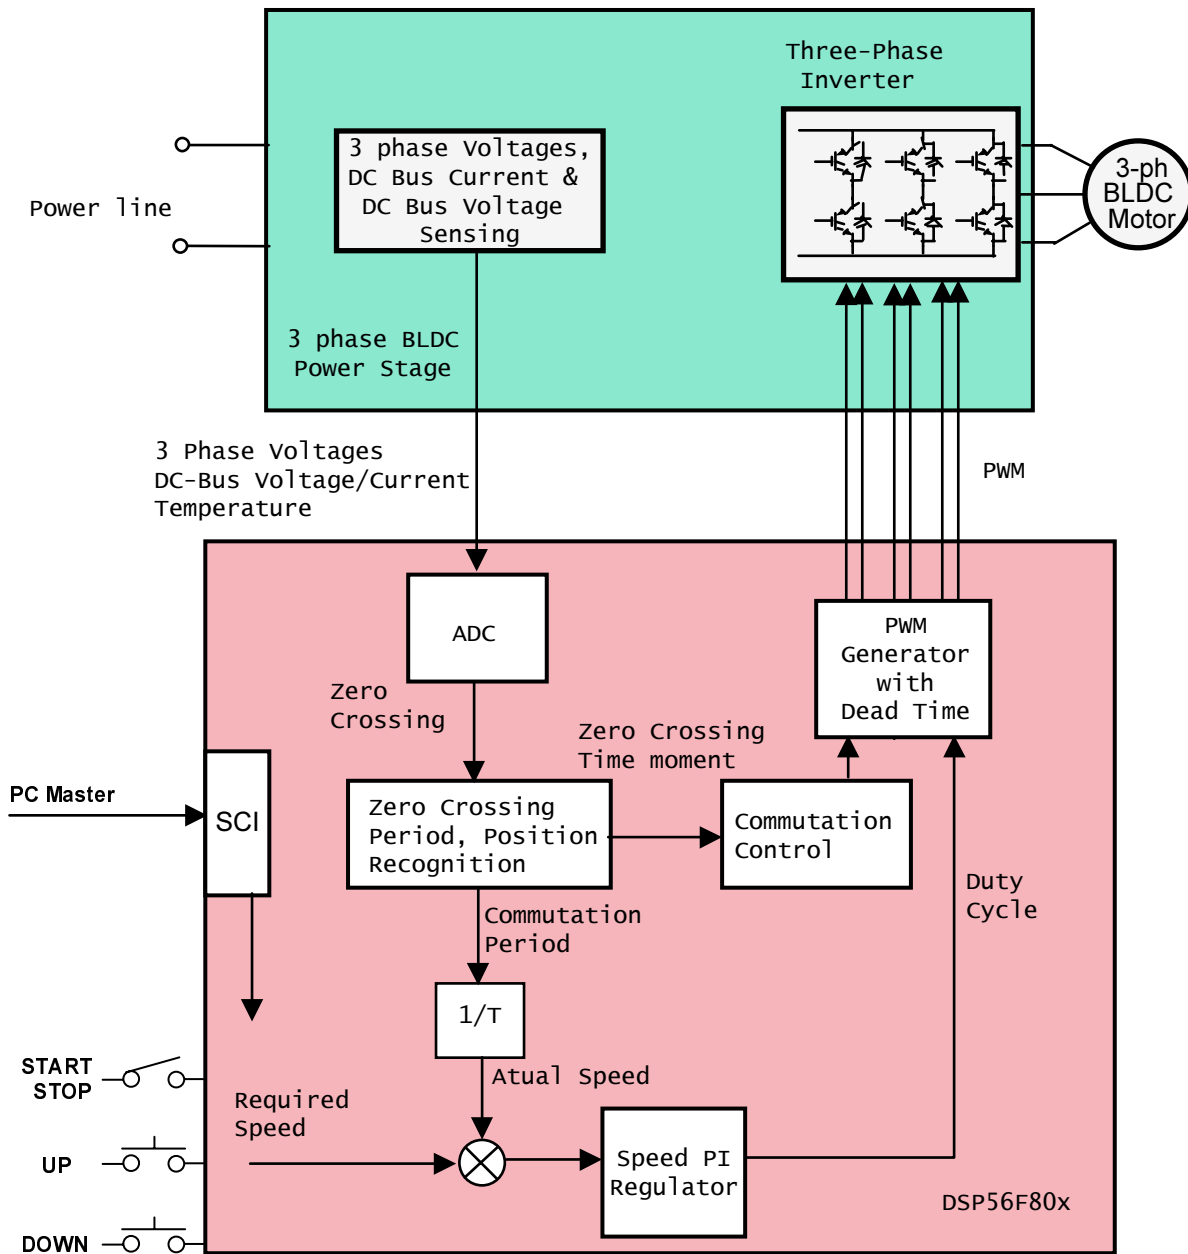 Three-Phase
Inverter
3 phase Voltages,
DC Bus Current &
DC Bus Voltage
Sensing
3-ph
BLDC
Motor
Power line
3 phase BLDC
Power Stage
3 Phase Voltages
DC-Bus Voltage/Current
Temperature
PWM
ADC
PWM
Generator
with
Dead Time
Zero
Crossing
Zero Crossing
Time moment
PC Master
SCI
Zero Crossing
Period, Position
Recognition
Commutation
Control
Duty
Cycle
Commutation
Period
1/T
START
STOP
Atual Speed
Required
Speed
UP
Speed PI
Regulator
DSP56F80x
DOWN